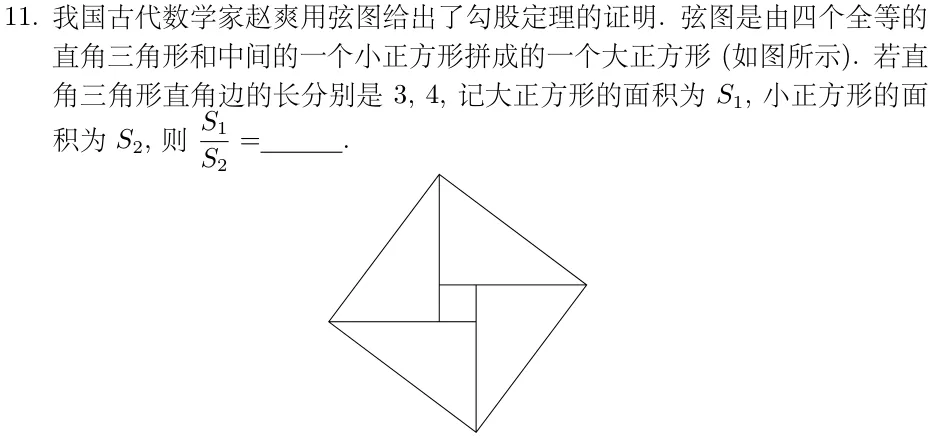 11. 我国古代数学家赵爽用弦图给出了勾股定理的证明. 弦图是由四个全等的
直角三角形和中间的一个小正方形拼成的一个大正方形 (如图所示). 若直
角三角形直角边的长分别是 3, 4, 记大正方形的面积为 $S_1$, 小正方形的面
积为 $S_2$, 则 $\frac{S_1}{S_2}$ =______.